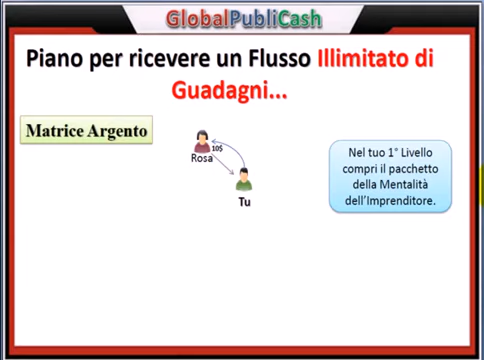 GlobalPubliCash
Piano per ricevere un Flusso Illimitato di
Guadagni...
Matrice Argento
10$
Rosa
Tu
Nel tuo 1° Livello
compri il pacchetto
della Mentalità
dell'Imprenditore.